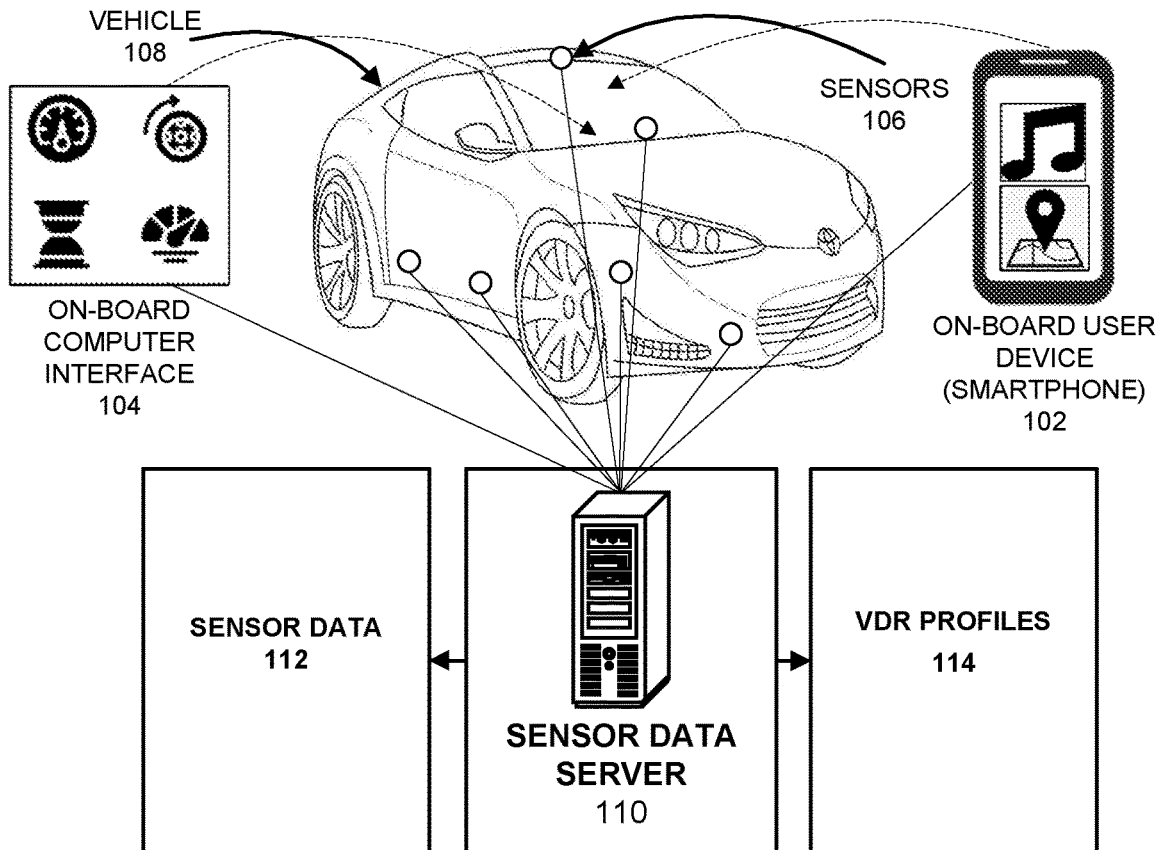 VEHICLE
108
SENSORS
106
ON-BOARD
COMPUTER
INTERFACE
104
ON-BOARD USER
DEVICE
(SMARTPHONE)
102
SENSOR DATA
112
SENSOR DATA
SERVER
110
VDR PROFILES
114